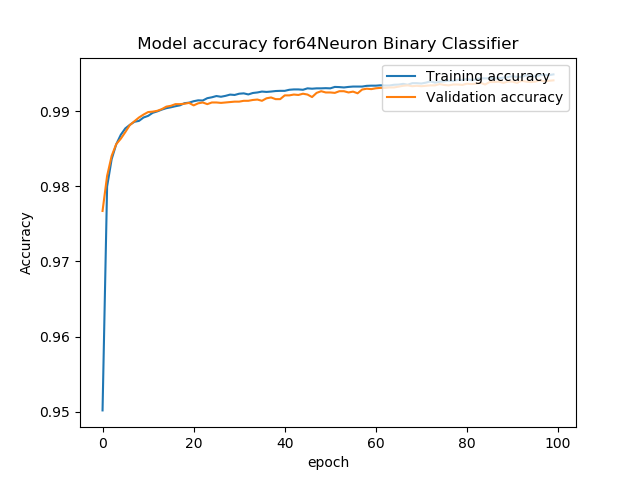 Model accuracy for64Neuron Binary Classifier
Training accuracy
Validation accuracy
0.99
0.98
0.97
0.96
0.95
Accuracy
0
20
40
60
80
100
epoch